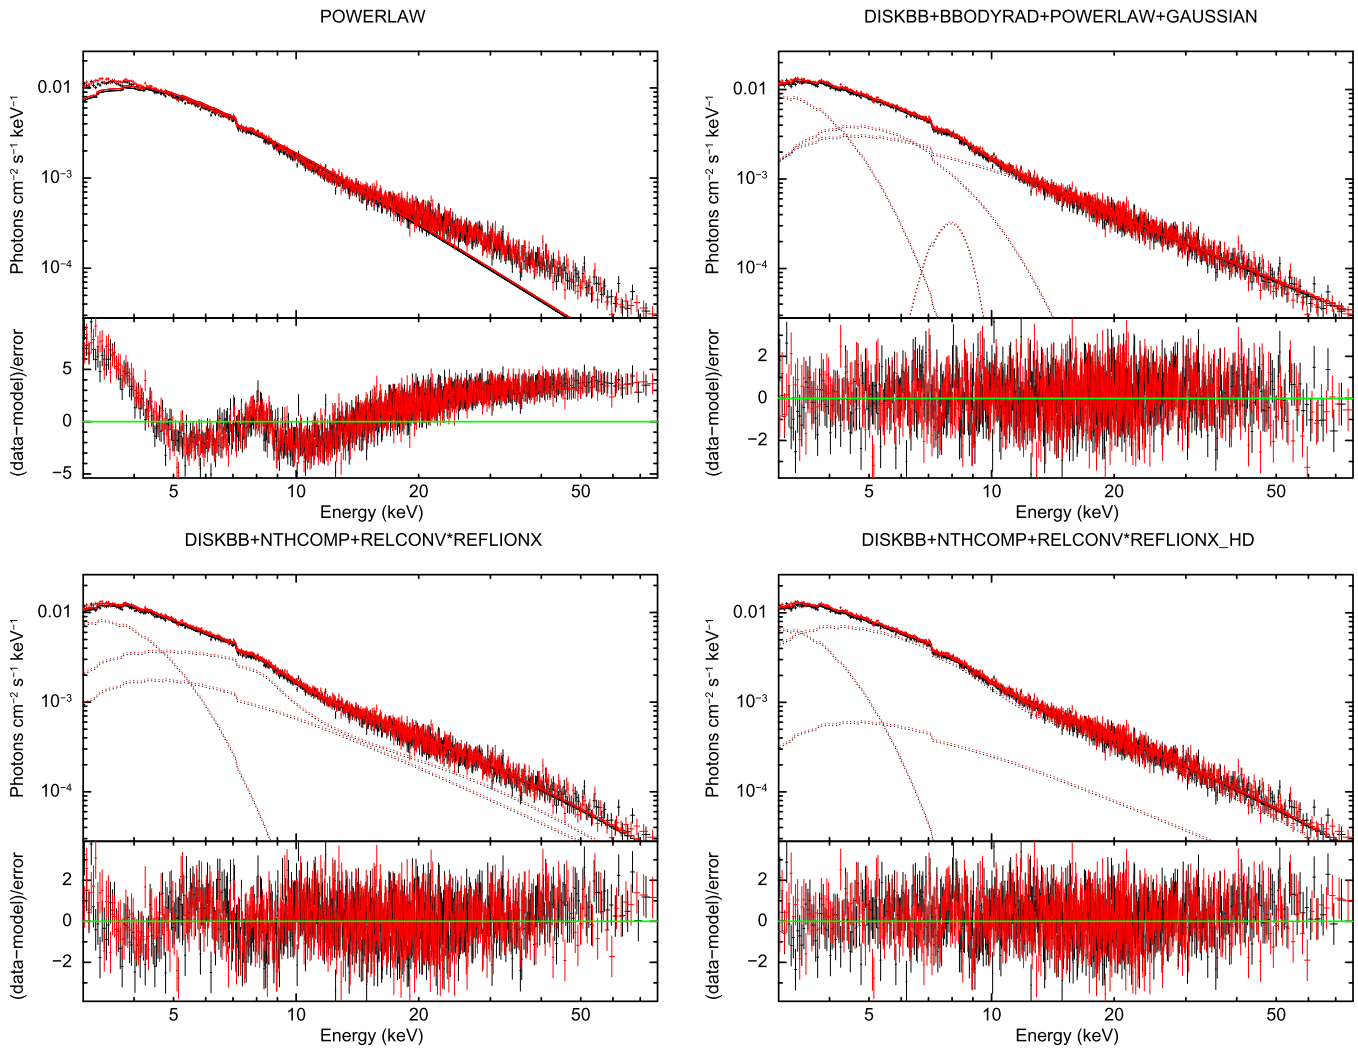 POWERLAW
0.01
10⁻³
10⁻⁴
Photons cm⁻² s⁻¹ keV⁻¹
5
0
−5
(data−model)/error
5 10 20 50
Energy (keV)
DISKBB+BBODYRAD+POWERLAW+GAUSSIAN
0.01
10⁻³
10⁻⁴
Photons cm⁻² s⁻¹ keV⁻¹
2
0
−2
(data−model)/error
5 10 20 50
Energy (keV)
DISKBB+NTHCOMP+RELCONV*REFLIONX
0.01
10⁻³
10⁻⁴
Photons cm⁻² s⁻¹ keV⁻¹
2
0
−2
(data−model)/error
5 10 20 50
Energy (keV)
DISKBB+NTHCOMP+RELCONV*REFLIONX_HD
0.01
10⁻³
10⁻⁴
Photons cm⁻² s⁻¹ keV⁻¹
2
0
−2
(data−model)/error
5 10 20 50
Energy (keV)